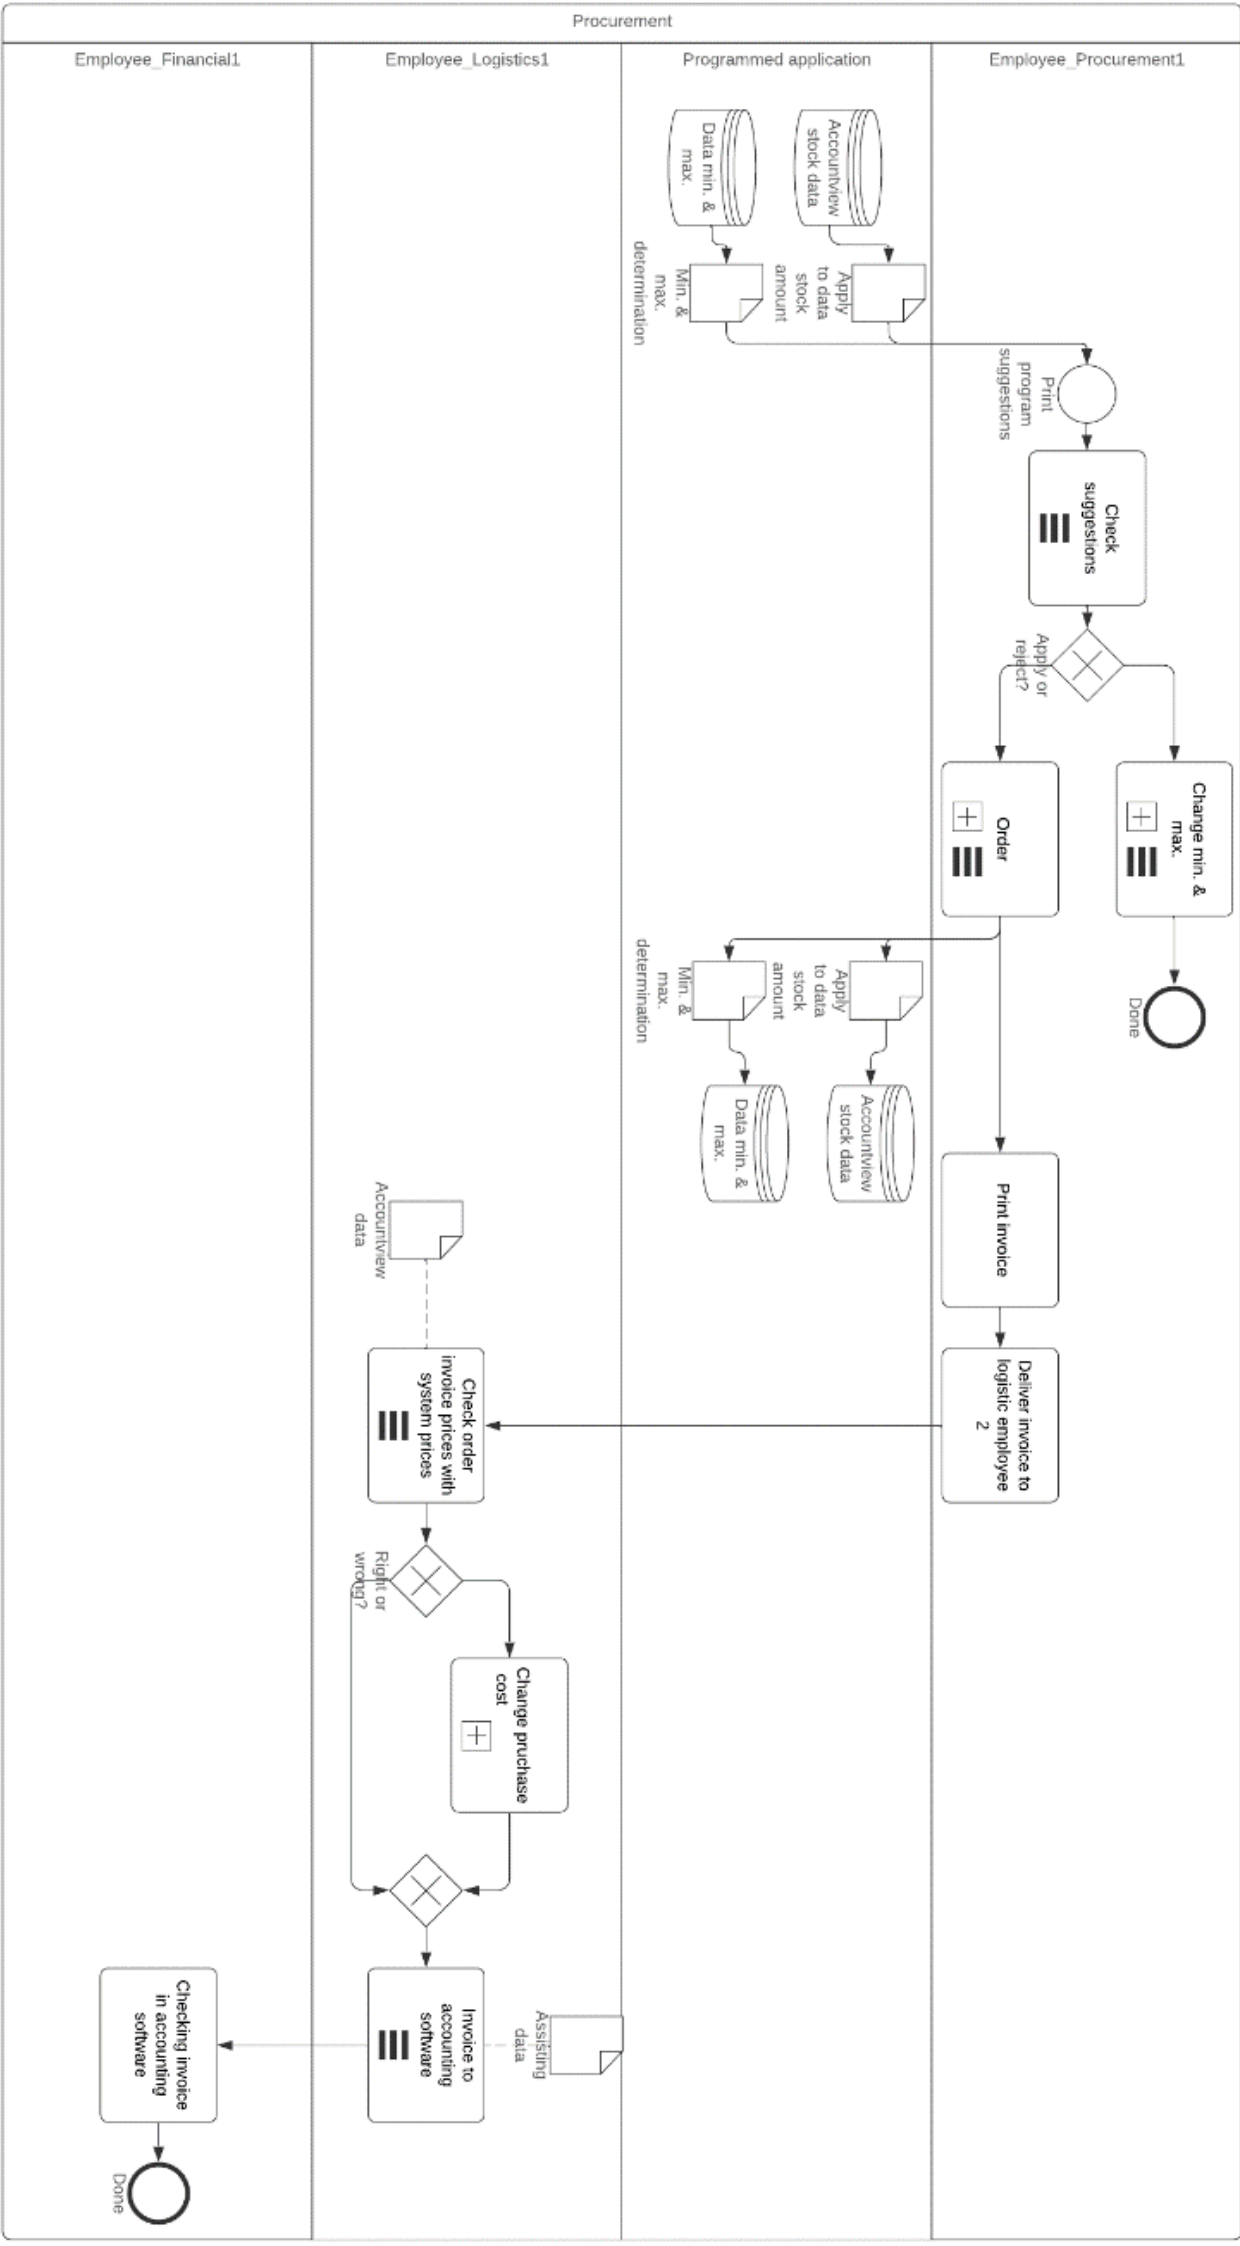 Procurement
Employee_Financial1
Employee_Logistics1
Programmed application
Employee_Procurement1
Accountview
stock data
Data min. &
max.
Apply
to data
stock
amount
Min. &
max.
determination
Print
program
suggestions
Check
suggestions
Apply or
reject?
Change min. &
max.
Order
Done
Apply
to data
stock
amount
Min. &
max.
determination
Accountview
stock data
Data min. &
max.
Print invoice
Deliver invoice to
logistic employee
2
Accountview
data
Check order
invoice prices with
system prices
Right or
wrong?
Change pruchase
cost
Invoice to
accounting
software
Assisting
data
Checking invoice
in accounting
software
Done